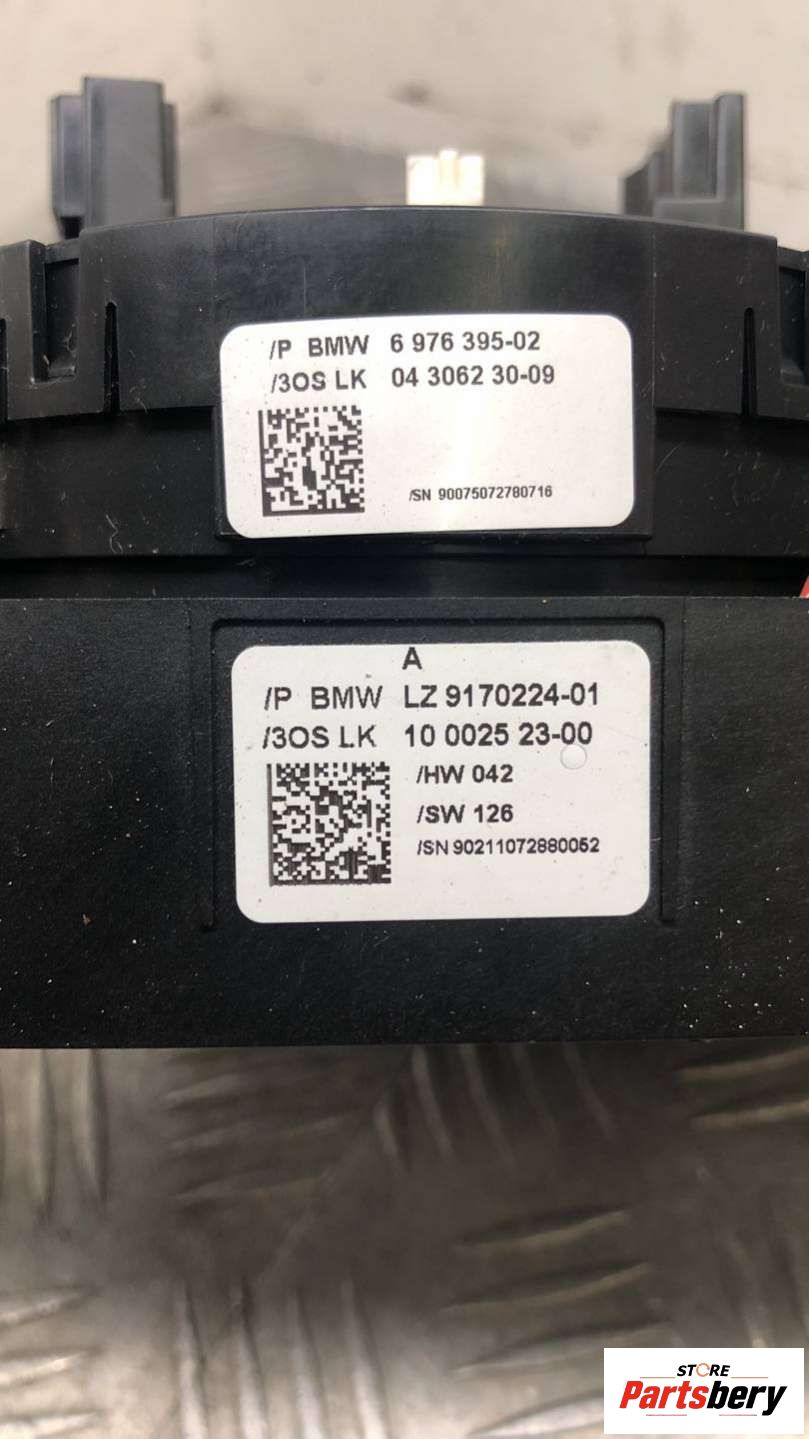 /P BMW 6 976 395-02
/3OS LK 04 3062 30-09
/SN 90075072780716
A
/P BMW LZ 9170224-01
/3OS LK 10 0025 23-00
/HW 042
/SW 126
/SN 90211072880052
STORE
Partsbery